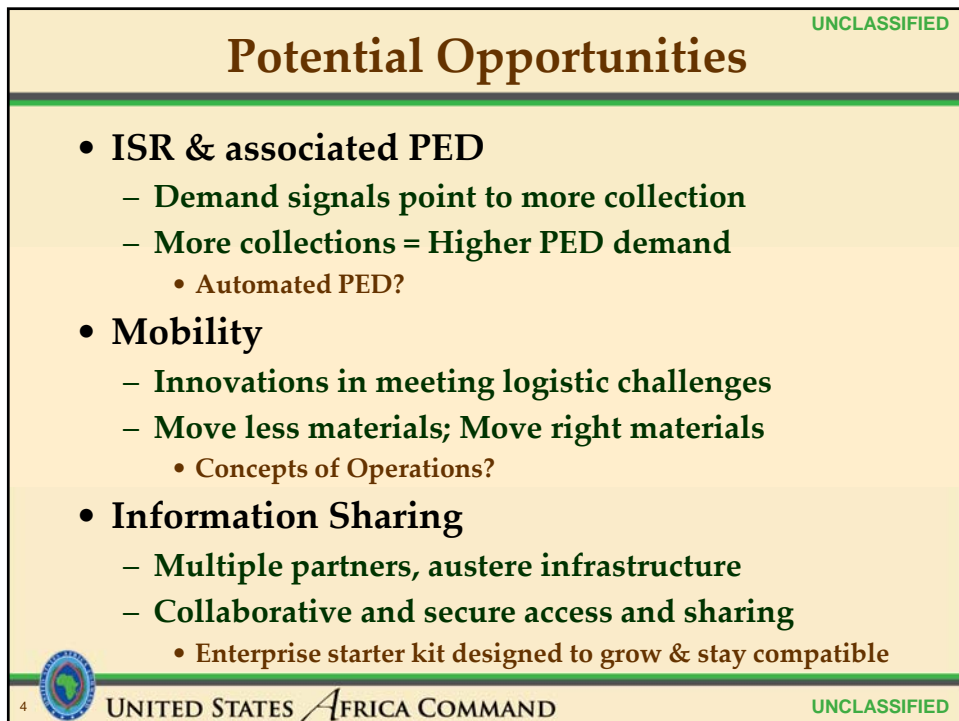 UNCLASSIFIED
Potential Opportunities
• ISR & associated PED
– Demand signals point to more collection
– More collections = Higher PED demand
• Automated PED?
• Mobility
– Innovations in meeting logistic challenges
– Move less materials; Move right materials
• Concepts of Operations?
• Information Sharing
– Multiple partners, austere infrastructure
– Collaborative and secure access and sharing
• Enterprise starter kit designed to grow & stay compatible
4
UNITED STATES AFRICA COMMAND
UNCLASSIFIED